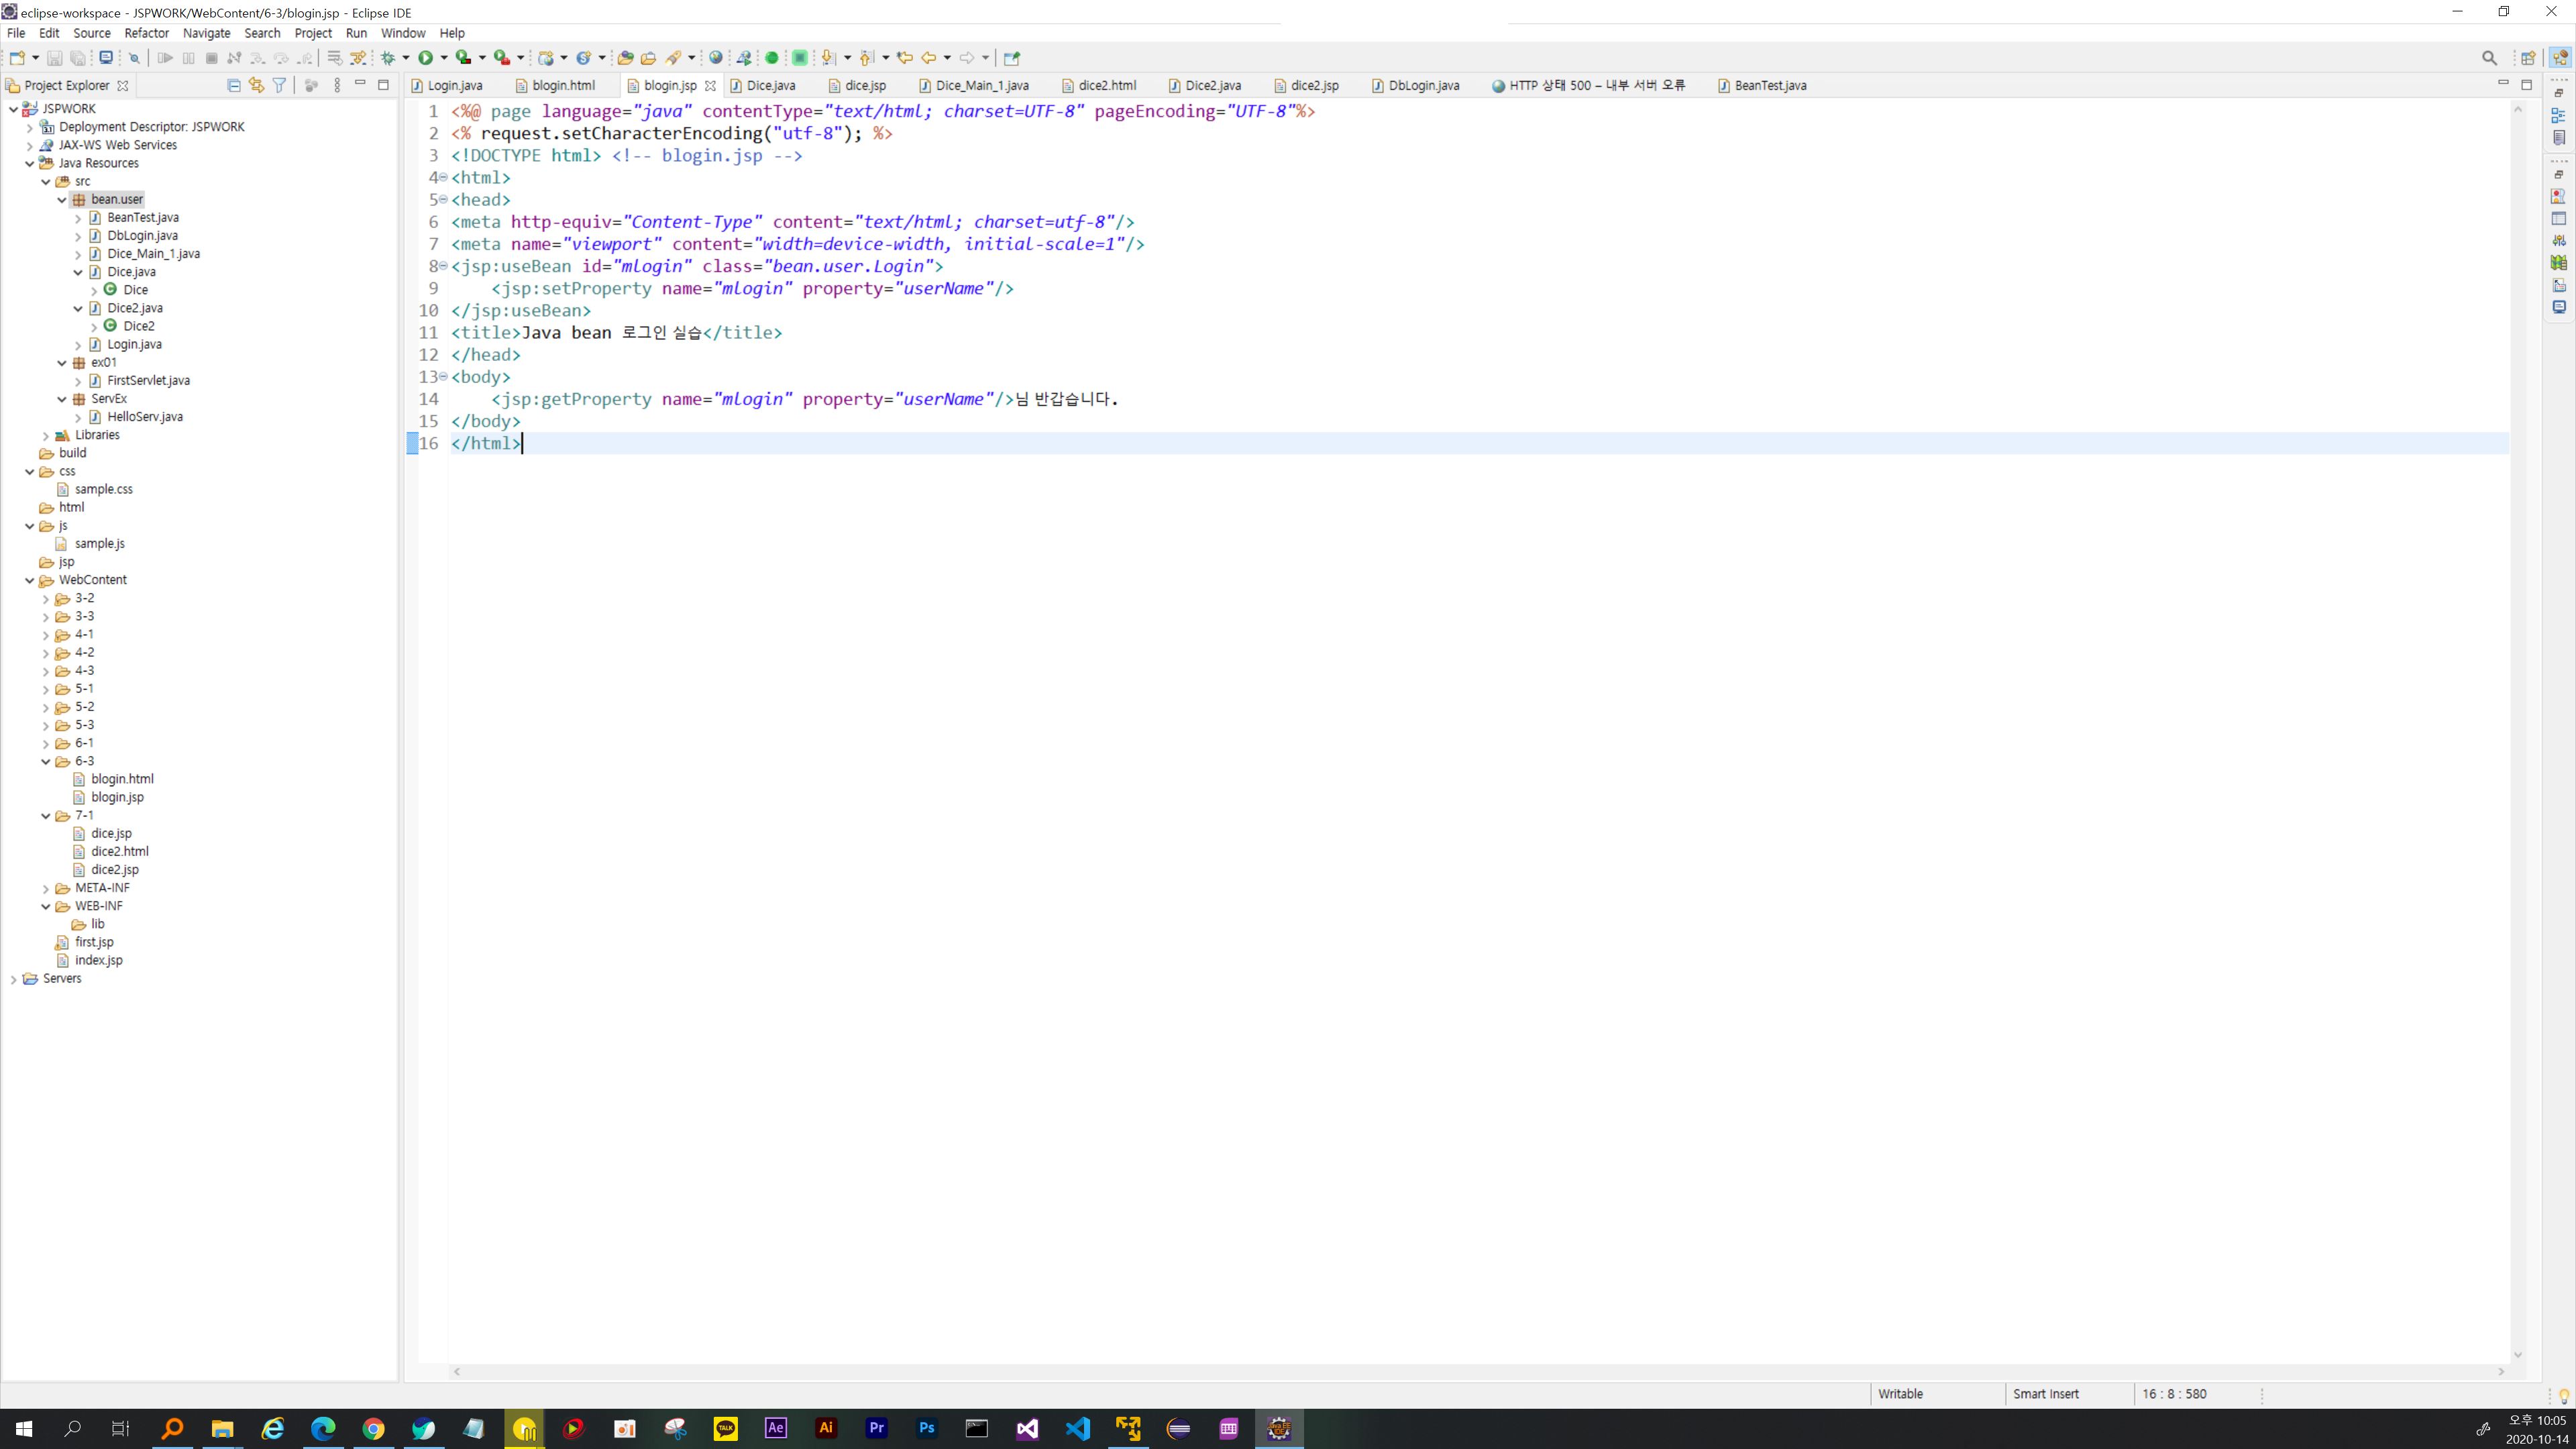 eclipse-workspace - JSPWORK/WebContent/6-3/blogin.jsp - Eclipse IDE
File Edit Source Refactor Navigate Search Project Run Window Help
Project Explorer
JSPWORK
Deployment Descriptor: JSPWORK
JAX-WS Web Services
Java Resources
src
bean.user
BeanTest.java
DbLogin.java
Dice_Main_1.java
Dice.java
Dice
Dice2.java
Dice2
Login.java
ex01
FirstServlet.java
ServEx
HelloServ.java
Libraries
build
css
sample.css
html
js
sample.js
jsp
WebContent
3-2
3-3
4-1
4-2
4-3
5-1
5-2
5-3
6-1
6-3
blogin.html
blogin.jsp
7-1
dice.jsp
dice2.html
dice2.jsp
META-INF
WEB-INF
lib
first.jsp
index.jsp
Servers
Login.java blogin.html blogin.jsp Dice.java dice.jsp Dice_Main_1.java dice2.html Dice2.java dice2.jsp DbLogin.java HTTP 상태 500 – 내부 서버 오류 BeanTest.java
1 <%@ page language="java" contentType="text/html; charset=UTF-8" pageEncoding="UTF-8"%>
2 <% request.setCharacterEncoding("utf-8"); %>
3 <!DOCTYPE html> <!-- blogin.jsp -->
4 <html>
5 <head>
6 <meta http-equiv="Content-Type" content="text/html; charset=utf-8"/>
7 <meta name="viewport" content="width=device-width, initial-scale=1"/>
8 <jsp:useBean id="mlogin" class="bean.user.Login">
9 <jsp:setProperty name="mlogin" property="userName"/>
10 </jsp:useBean>
11 <title>Java bean 로그인 실습</title>
12 </head>
13 <body>
14 <jsp:getProperty name="mlogin" property="userName"/>님 반갑습니다.
15 </body>
16 </html>
Writable Smart Insert 16 : 8 : 580
TALK Ae Ai Pr Ps
오후 10:05
2020-10-14